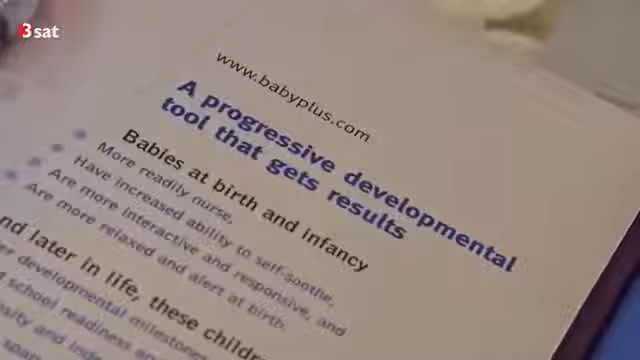 3sat
www.babyplus.com
A progressive developmental
tool that gets results
Babies at birth and infancy
More readily nurse,
Have increased ability to self-soothe,
Are more interactive and responsive, and
Are more relaxed and alert at birth.
later in life, these
developmental milestones
school readiness
and